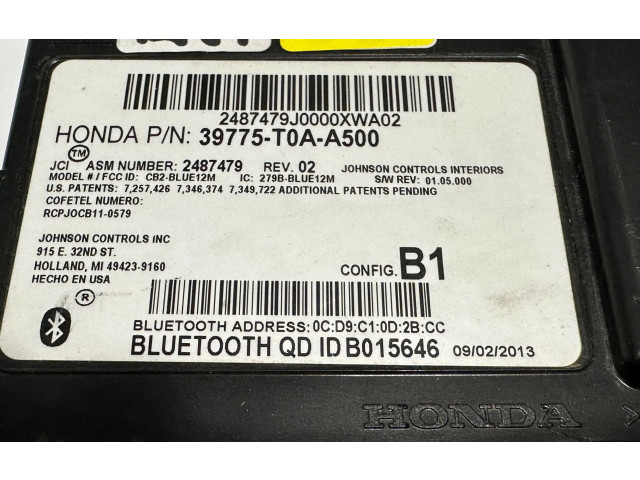 2487479J0000XWA02
HONDA P/N: 39775-T0A-A500
JCI TM ASM NUMBER: 2487479 REV. 02 JOHNSON CONTROLS INTERIORS
MODEL # / FCC ID: CB2-BLUE12M IC: 279B-BLUE12M S/W REV: 01.05.000
U.S. PATENTS: 7,257,426 7,346,374 7,349,722 ADDITIONAL PATENTS PENDING
COFETEL NUMERO:
RCPJOCB11-0579
JOHNSON CONTROLS INC
915 E. 32ND ST.
HOLLAND, MI 49423-9160
HECHO EN USA
CONFIG. B1
®
BLUETOOTH ADDRESS:0C:D9:C1:0D:2B:CC
BLUETOOTH QD ID B015646 09/02/2013
HONDA